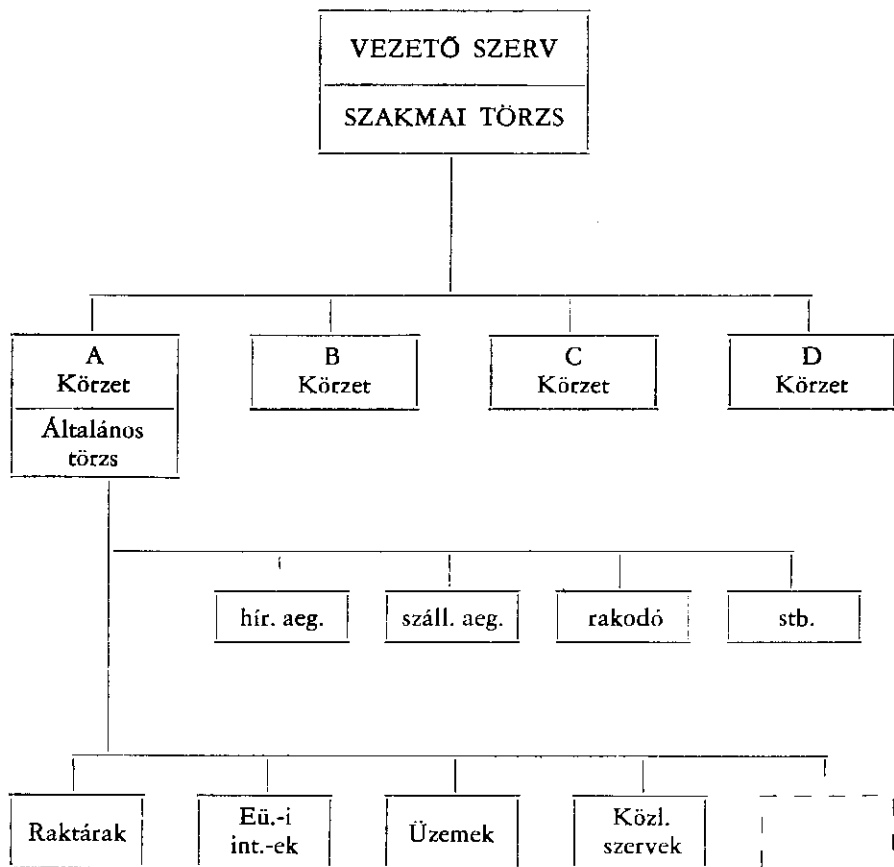 VEZETŐ SZERV
SZAKMAI TÖRZS
A
Körzet
Általános
törzs
B
Körzet
C
Körzet
D
Körzet
hír. aeg.
száll. aeg.
rakodó
stb.
Raktárak
Eü.-i
int.-ek
Üzemek
Közl.
szervek